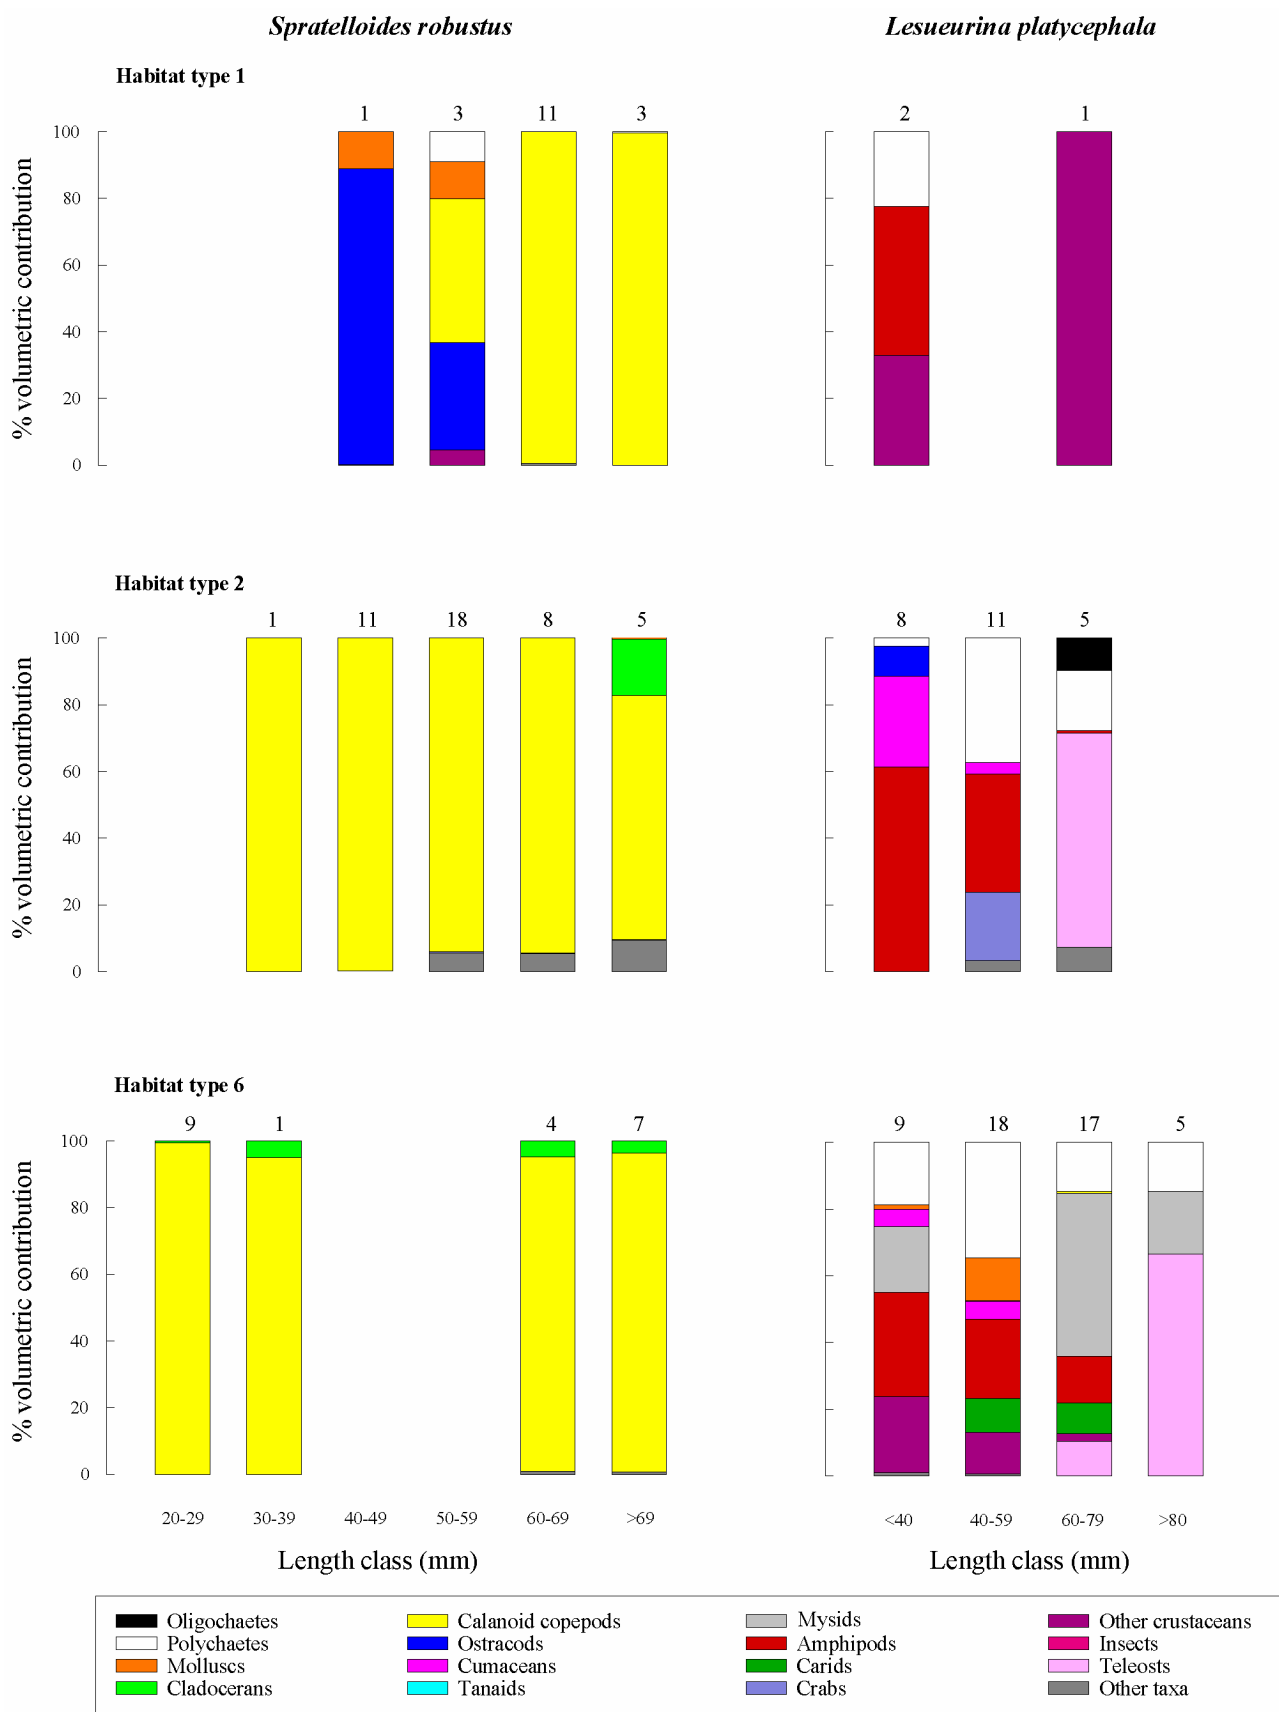 Spratelloides robustus Lesueurina platycephala
Habitat type 1
1 3 11 3 2 1
% volumetric contribution
100
80
60
40
20
0
Habitat type 2
1 11 18 8 5 8 11 5
% volumetric contribution
100
80
60
40
20
0
Habitat type 6
9 1 4 7 9 18 17 5
% volumetric contribution
100
80
60
40
20
0
20-29 30-39 40-49 50-59 60-69 >69 <40 40-59 60-79 >80
Length class (mm) Length class (mm)
Oligochaetes Calanoid copepods Mysids Other crustaceans
Polychaetes Ostracods Amphipods Insects
Molluscs Cumaceans Carids Teleosts
Cladocerans Tanaids Crabs Other taxa